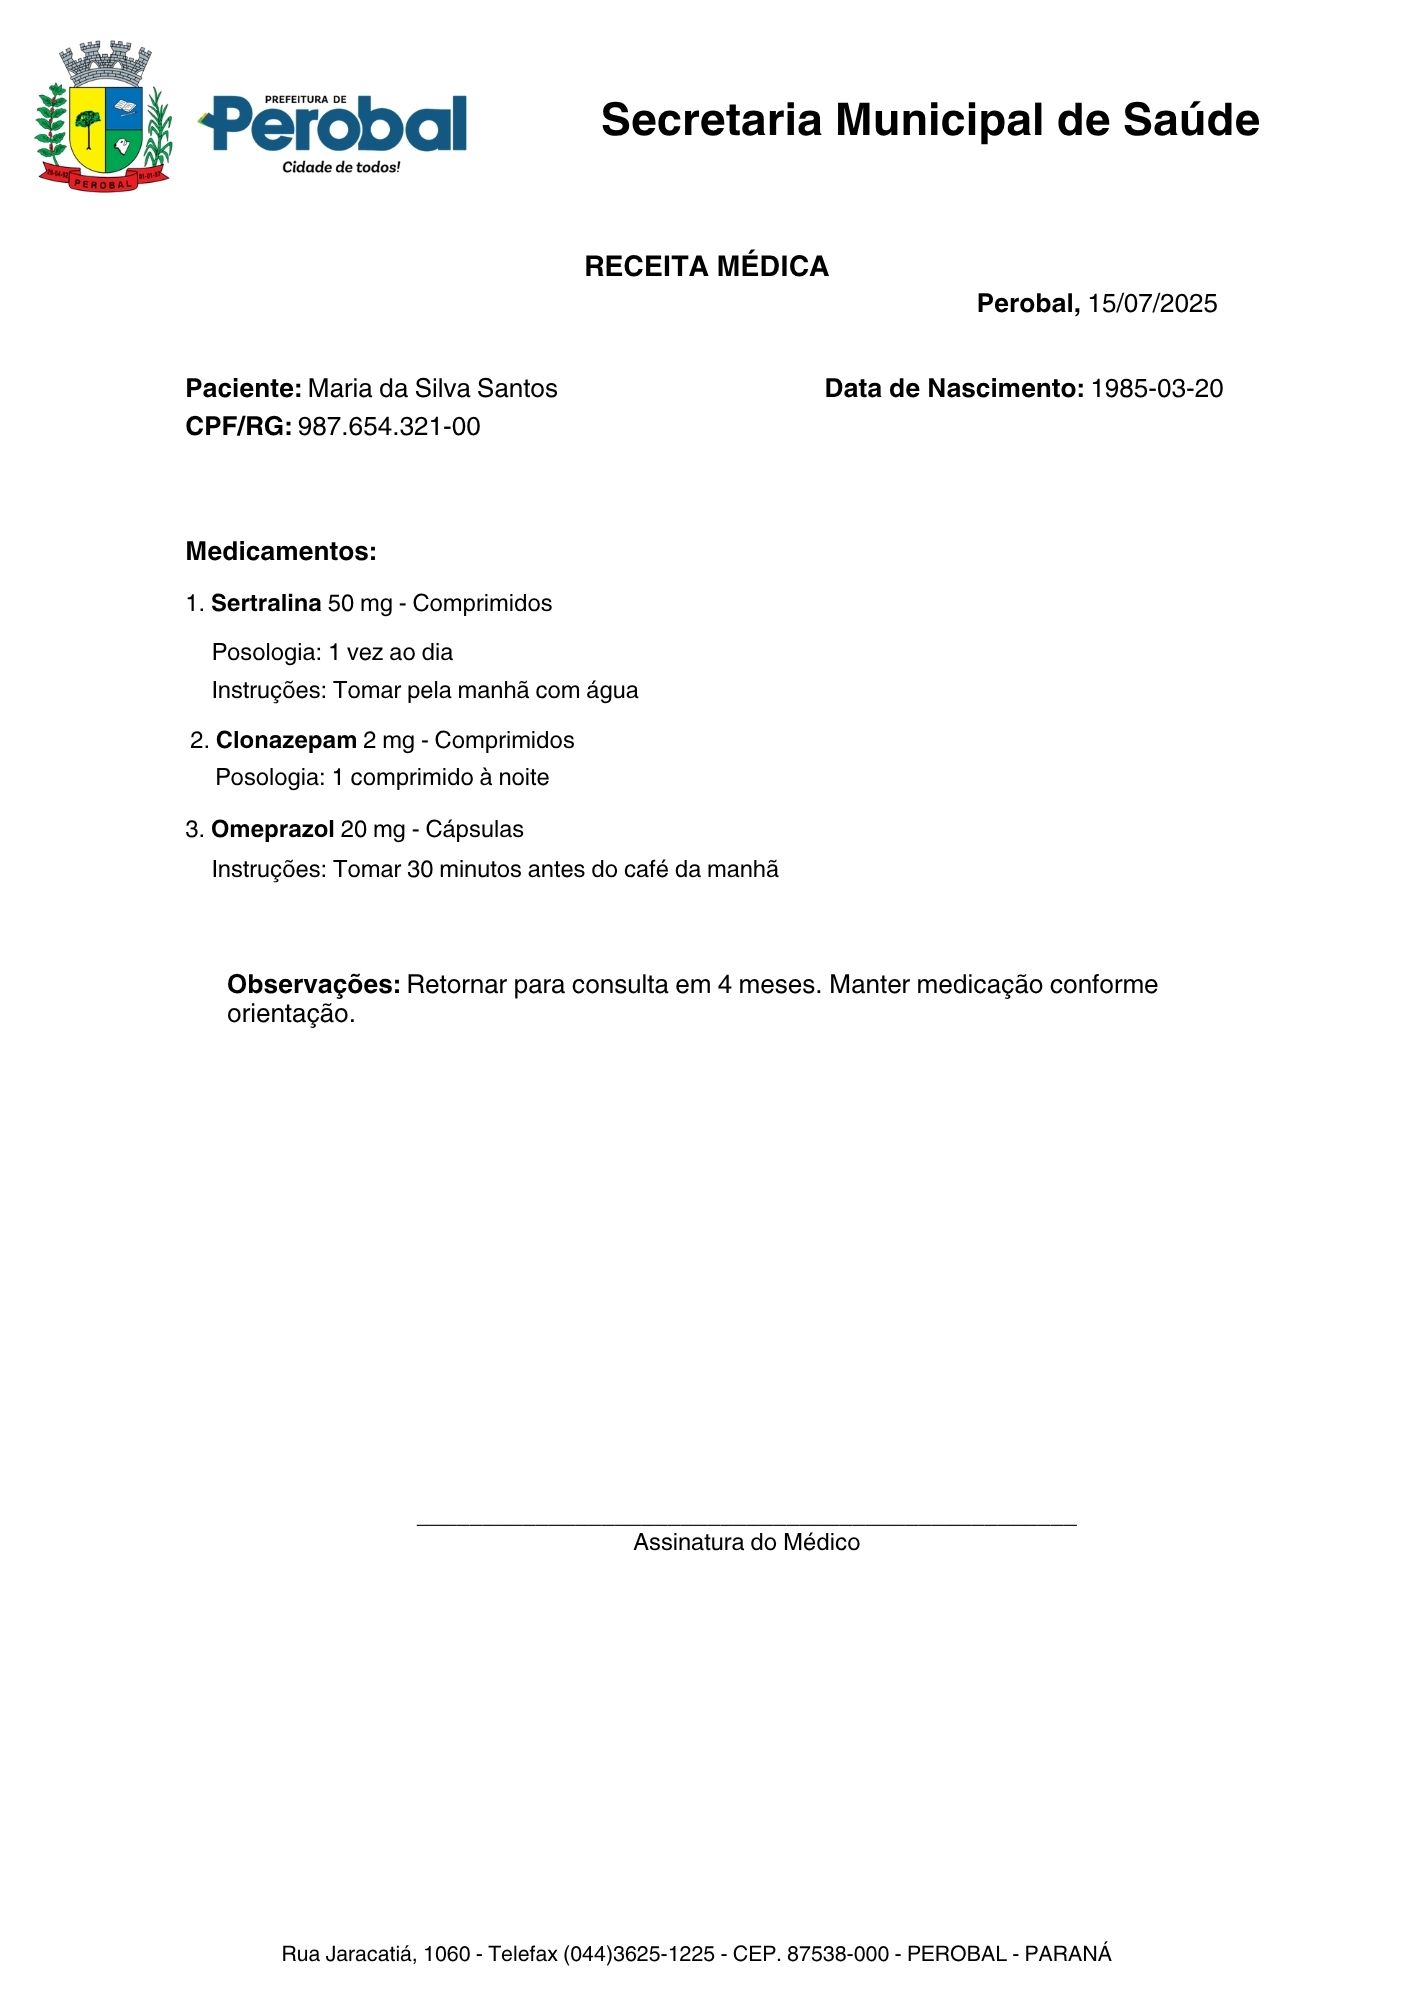 PREFEITURA DE
Perobal
Cidade de todos!
Secretaria Municipal de Saúde
PEROBAL
RECEITA MÉDICA
Perobal, 15/07/2025
Paciente: Maria da Silva Santos
Data de Nascimento: 1985-03-20
CPF/RG: 987.654.321-00
Medicamentos:
1. Sertralina 50 mg - Comprimidos
Posologia: 1 vez ao dia
Instruções: Tomar pela manhã com água
2. Clonazepam 2 mg - Comprimidos
Posologia: 1 comprimido à noite
3. Omeprazol 20 mg - Cápsulas
Instruções: Tomar 30 minutos antes do café da manhã
Observações: Retornar para consulta em 4 meses. Manter medicação conforme
orientação.
Assinatura do Médico
Rua Jaracatiá, 1060 - Telefax (044)3625-1225 - CEP. 87538-000 - PEROBAL - PARANÁ